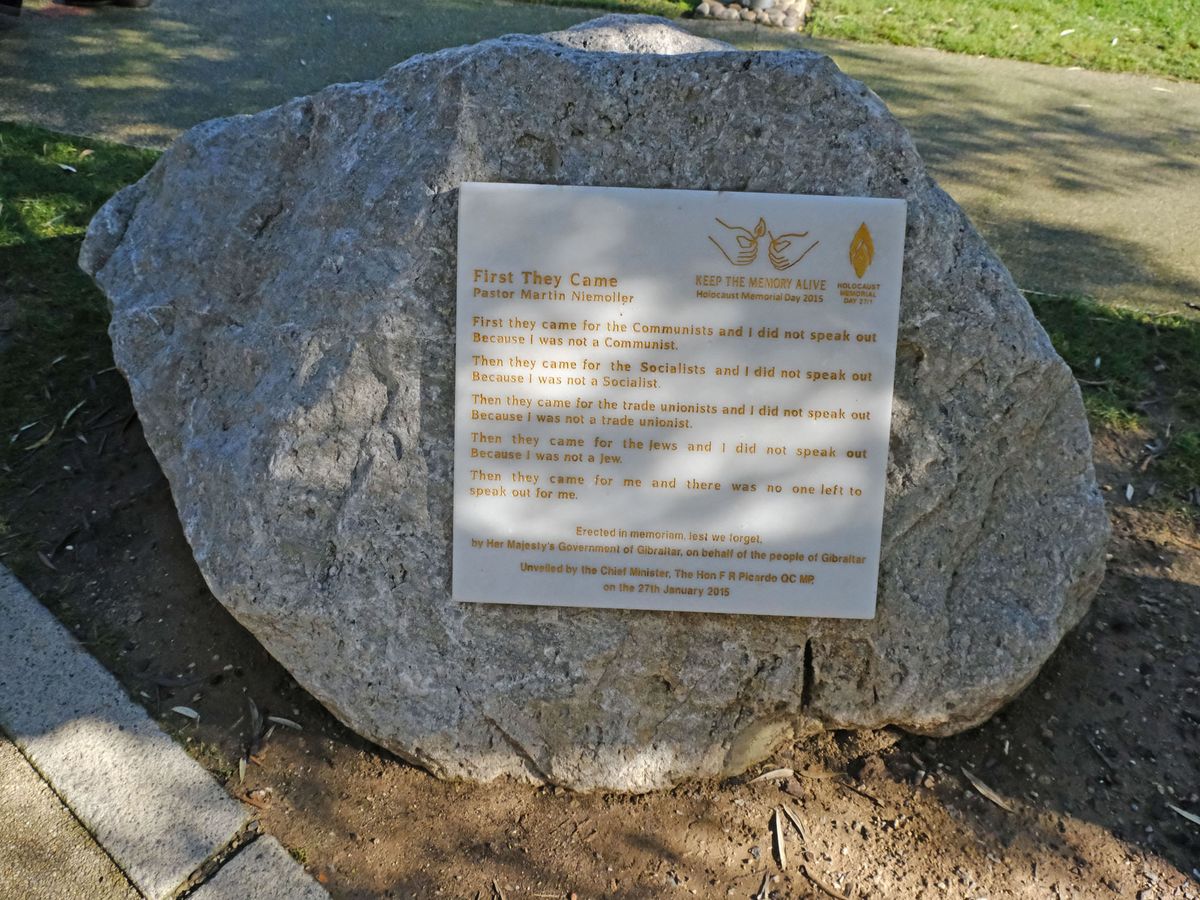 First They Came
Pastor Martin Niemoller
KEEP THE MEMORY ALIVE
Holocaust Memorial Day 2015
HOLOCAUST
MEMORIAL
DAY 27/1
First they came for the Communists and I did not speak out
Because I was not a Communist.
Then they came for the Socialists and I did not speak out
Because I was not a Socialist.
Then they came for the trade unionists and I did not speak out
Because I was not a trade unionist.
Then they came for the Jews and I did not speak out
Because I was not a Jew.
Then they came for me and there was no one left to
speak out for me.
Erected in memoriam, lest we forget,
by Her Majesty's Government of Gibraltar, on behalf of the people of Gibraltar
Unveiled by the Chief Minister, The Hon F R Picardo QC MP,
on the 27th January 2015